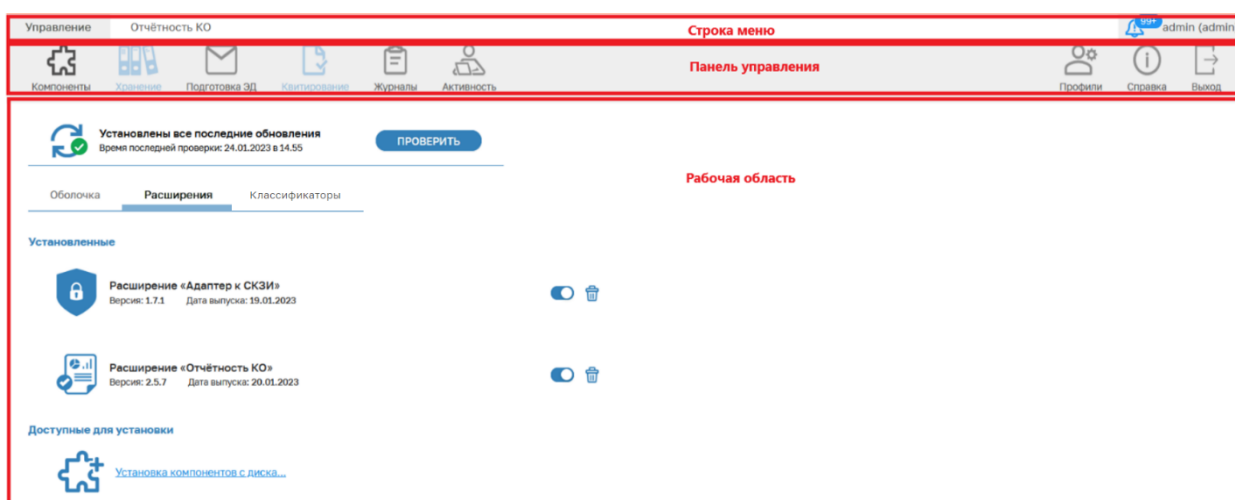 Управление Отчётность КО Строка меню 99+ admin (admin
Панель управления
Компоненты Хранение Подготовка ЭД Квитирование Журналы Активность Профили Справка Выход
Установлены все последние обновления
Время последней проверки: 24.01.2023 в 14.55
ПРОВЕРИТЬ
Рабочая область
Оболочка Расширения Классификаторы
Установленные
Расширение «Адаптер к СКЗИ»
Версия: 1.7.1 Дата выпуска: 19.01.2023
Расширение «Отчётность КО»
Версия: 2.5.7 Дата выпуска: 20.01.2023
Доступные для установки
Установка компонентов с диска...